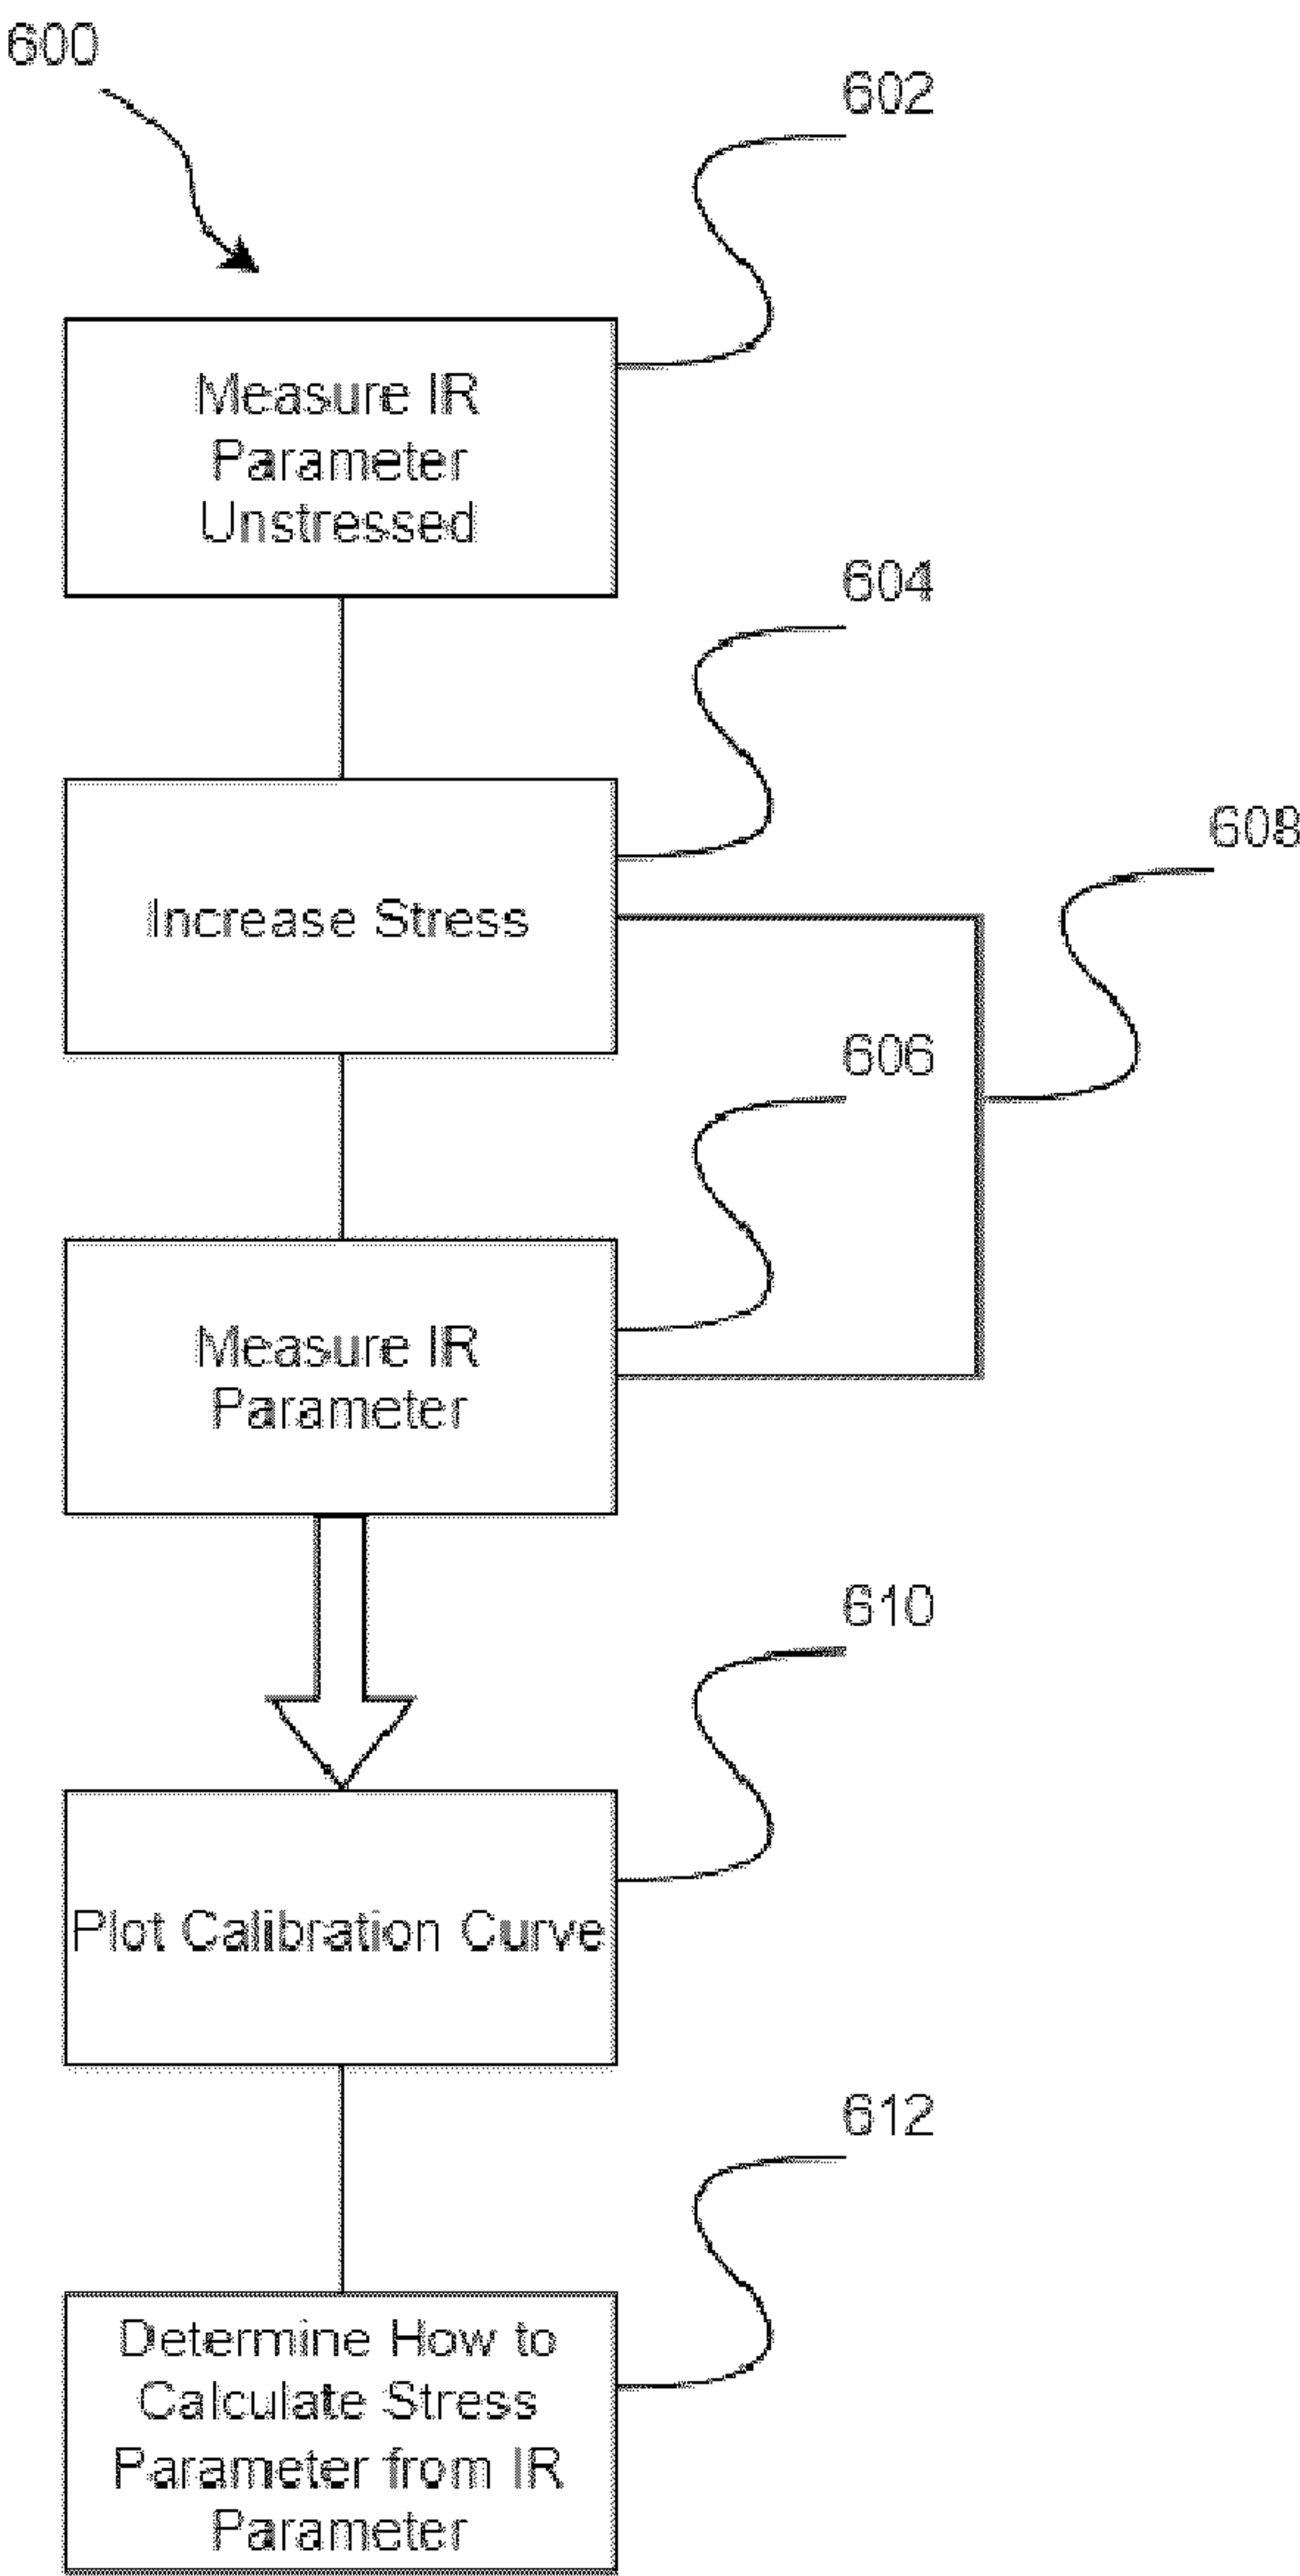 600
602
Measure IR
Parameter
Unstressed
604
Increase Stress
608
606
Measure IR
Parameter
610
Plot Calibration Curve
612
Determine How to
Calculate Stress
Parameter from IR
Parameter